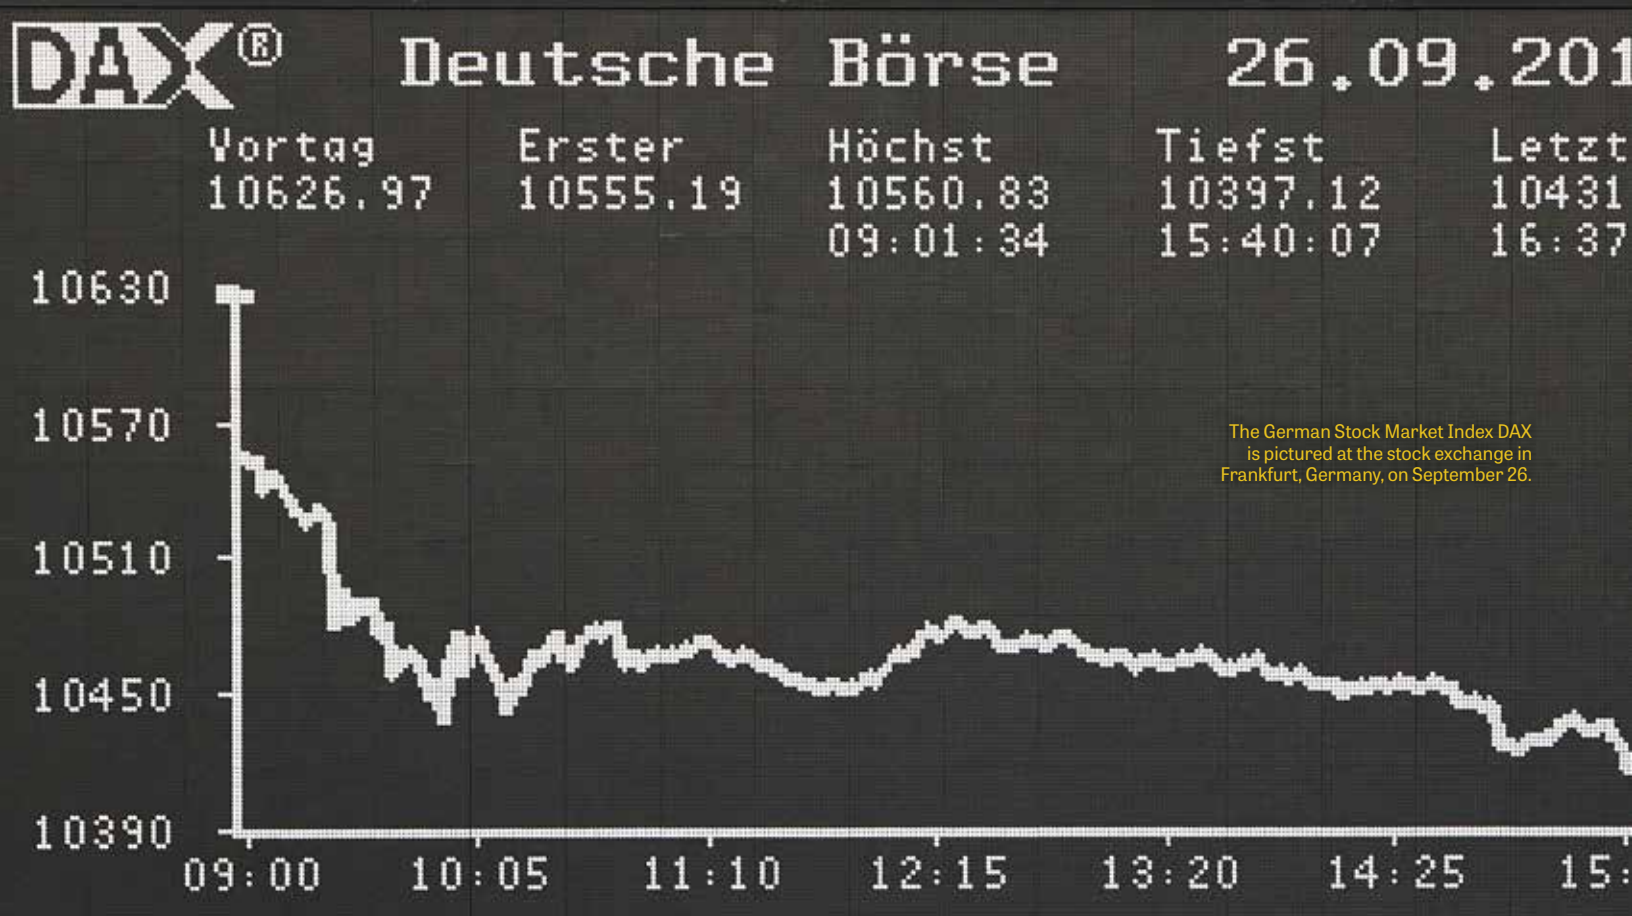 DAX® Deutsche Börse 26.09.201
Vortag Erster Höchst Tiefst Letzt
10626.97 10555.19 10560.83 10397.12 10431
09:01:34 15:40:07 16:37
10630
10570
The German Stock Market Index DAX
is pictured at the stock exchange in
Frankfurt, Germany, on September 26.
10510
10450
10390
09:00 10:05 11:10 12:15 13:20 14:25 15: